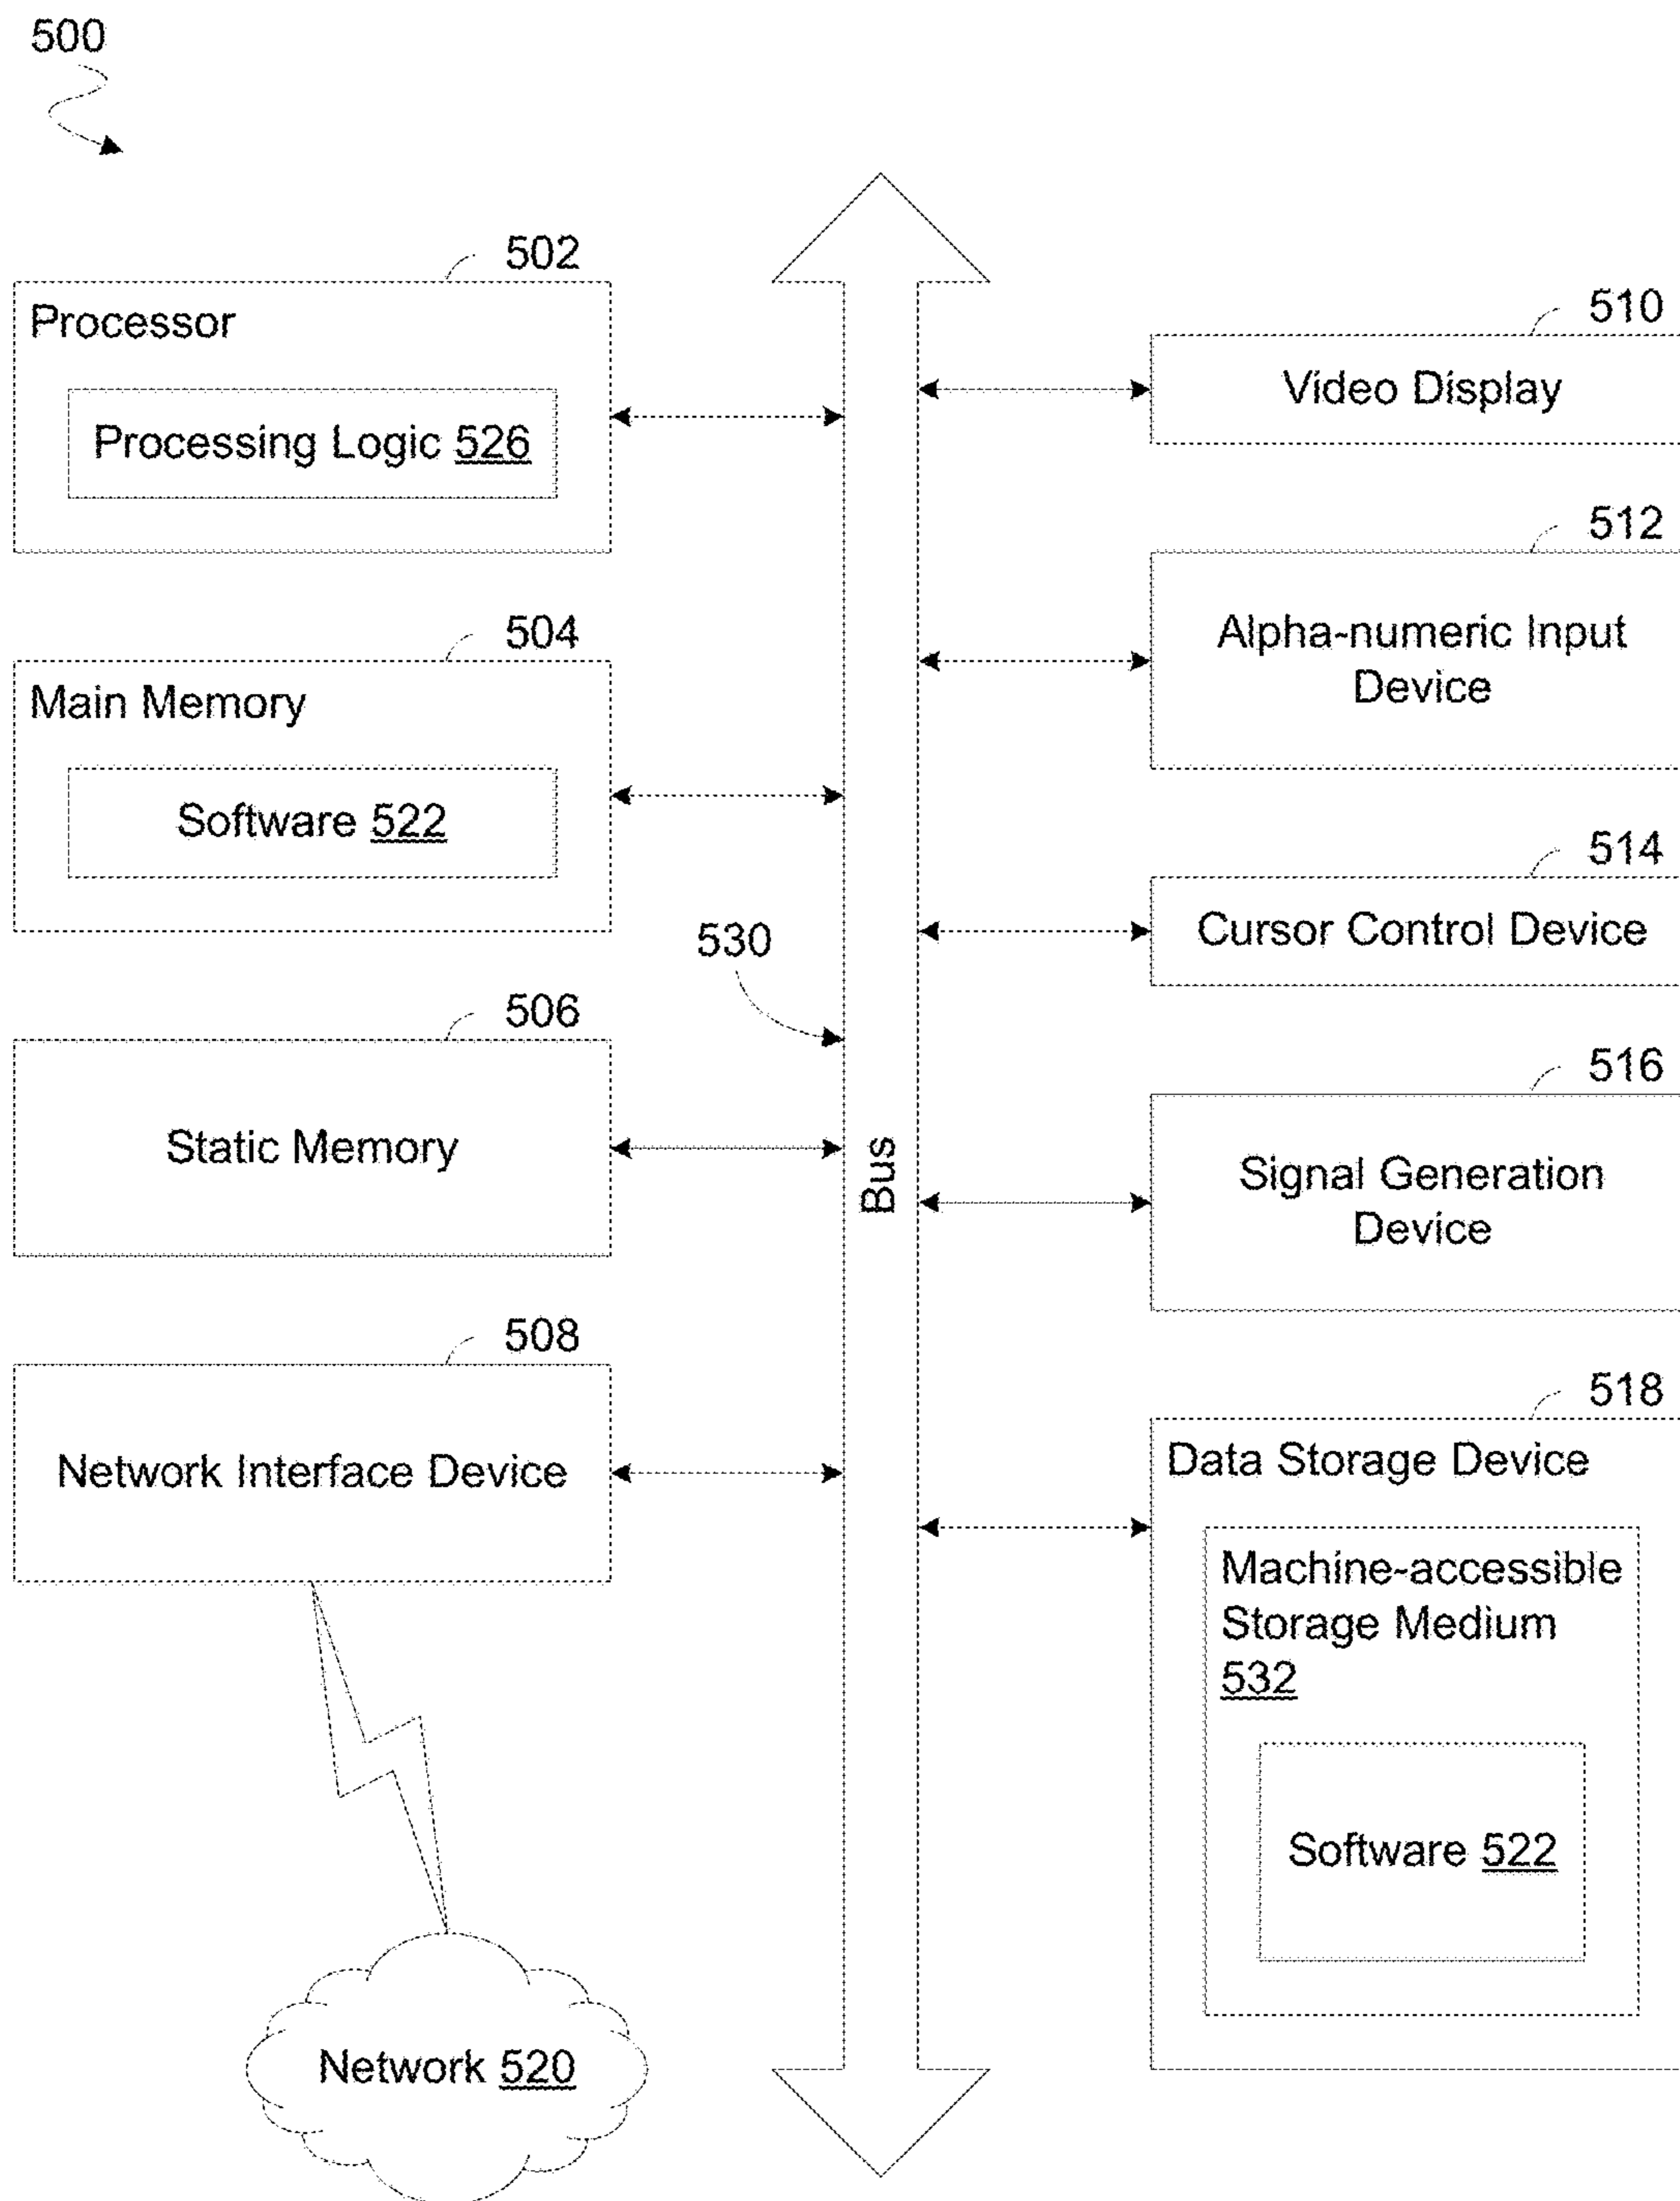 500
502
Processor
Processing Logic 526
504
Main Memory
Software 522
530
506
Static Memory
508
Network Interface Device
Network 520
Bus
510
Video Display
512
Alpha-numeric Input
Device
514
Cursor Control Device
516
Signal Generation
Device
518
Data Storage Device
Machine-accessible
Storage Medium
532
Software 522